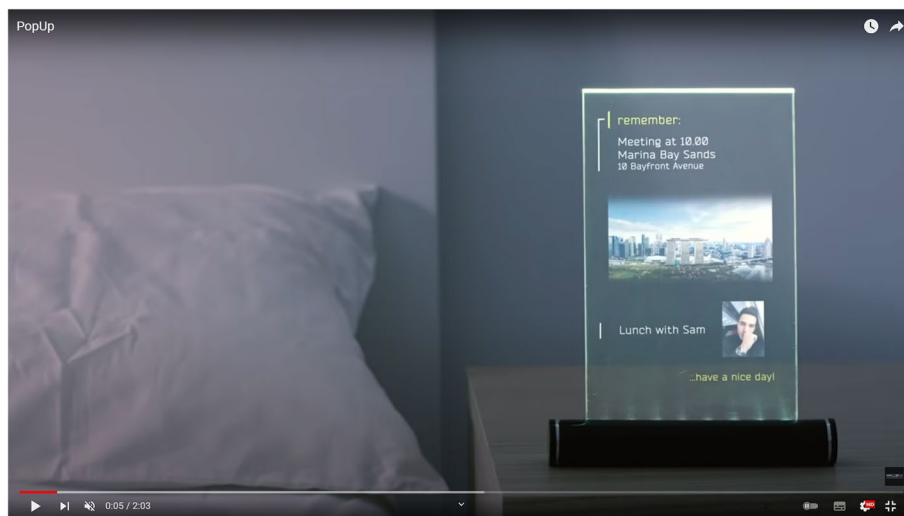 PopUp
remember:
Meeting at 10.00
Marina Bay Sands
10 Bayfront Avenue
Lunch with Sam
...have a nice day!
0:05 / 2:03
HD